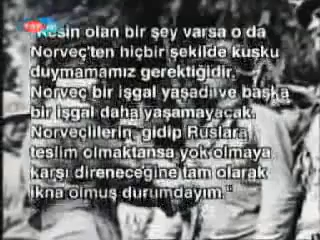 "Kesin olan bir şey varsa o da
Norveç'ten hiçbir şekilde kuşku
duymamamız gerektiğidir.
Norveç bir işgal yaşadı ve başka
bir işgal daha yaşamayacak.
Norveçlilerin, gidip Ruslara
teslim olmaktansa yok olmaya
karşı direneceğine tam olarak
ikna olmuş durumdayım."